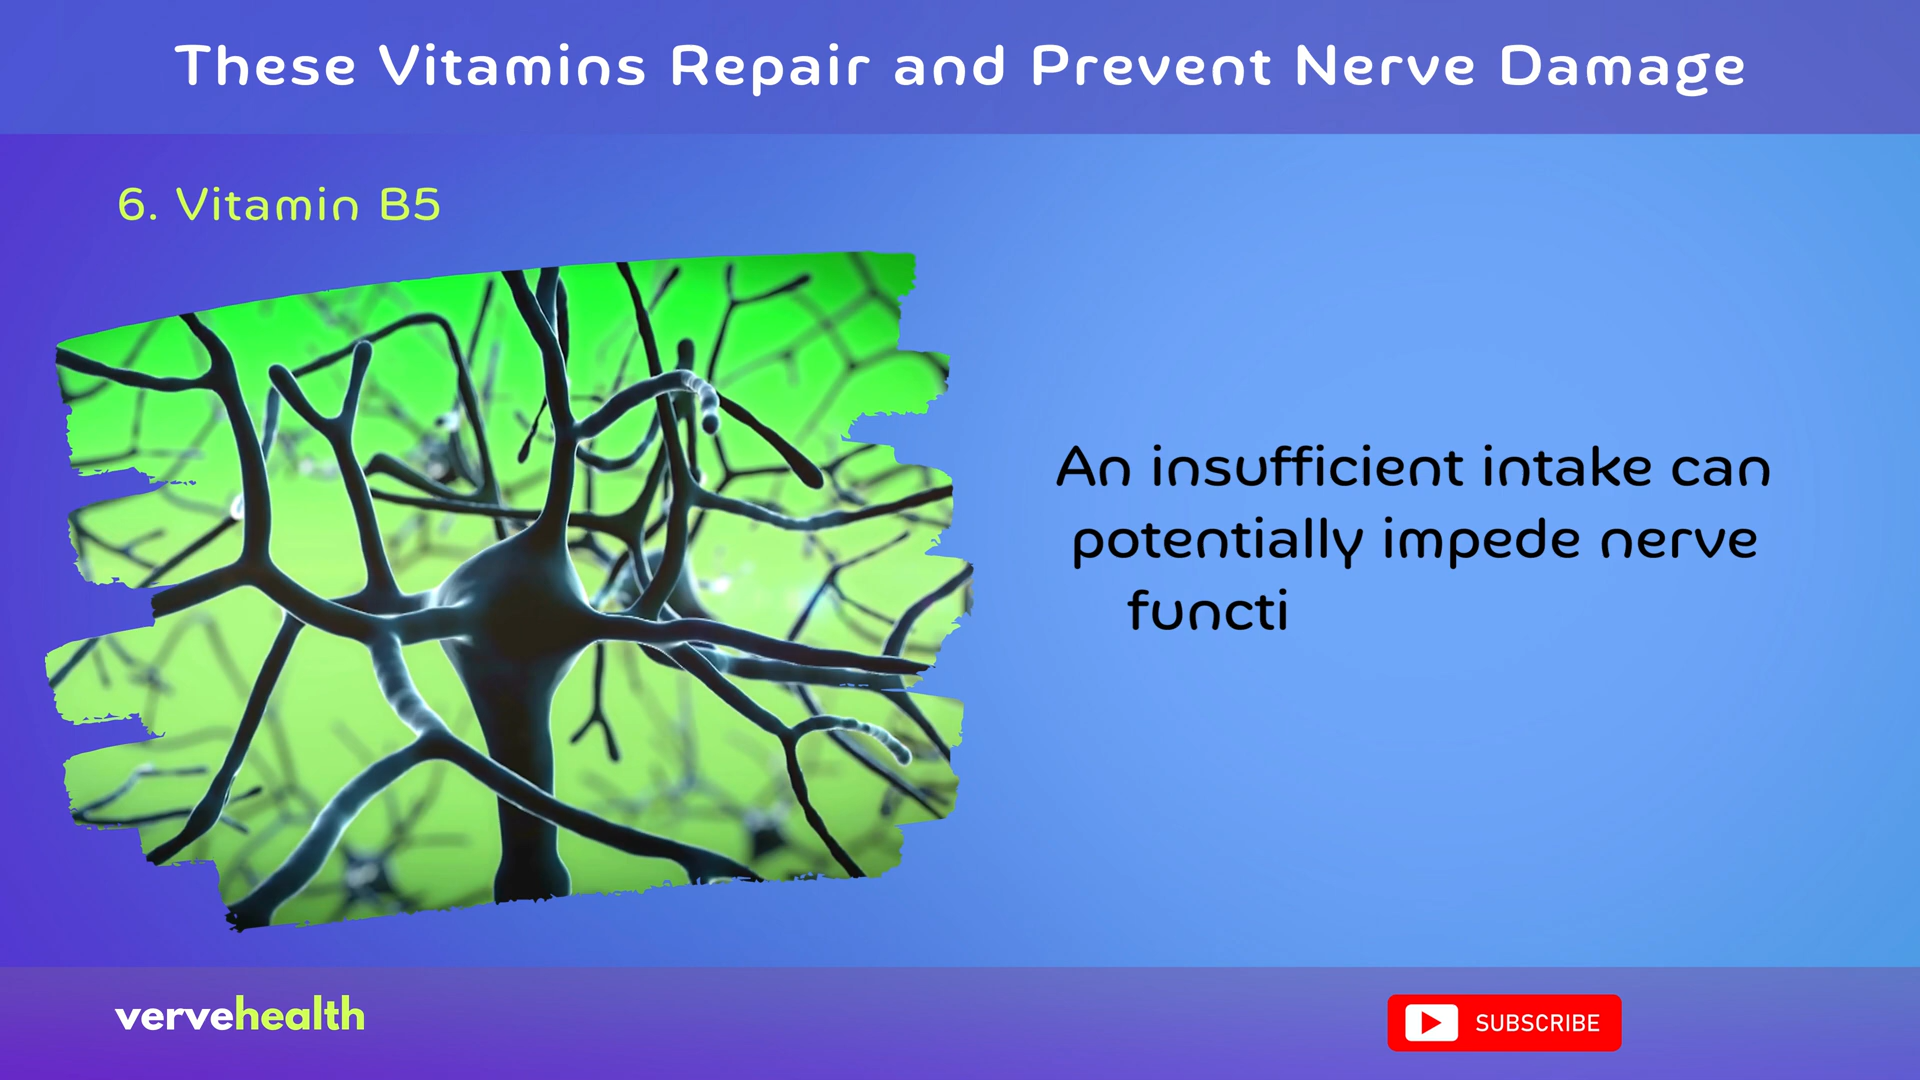 These Vitamins Repair and Prevent Nerve Damage
6. Vitamin B5
An insufficient intake can
potentially impede nerve
functi
vervehealth
SUBSCRIBE